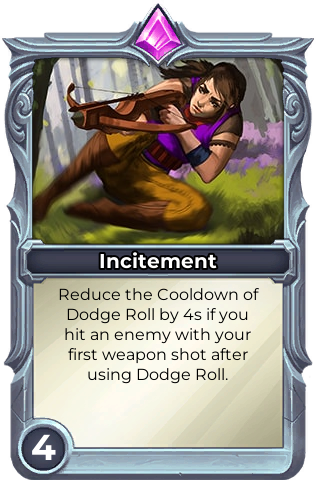 Incitement
Reduce the Cooldown of
Dodge Roll by 4s if you
hit an enemy with your
first weapon shot after
using Dodge Roll.
4